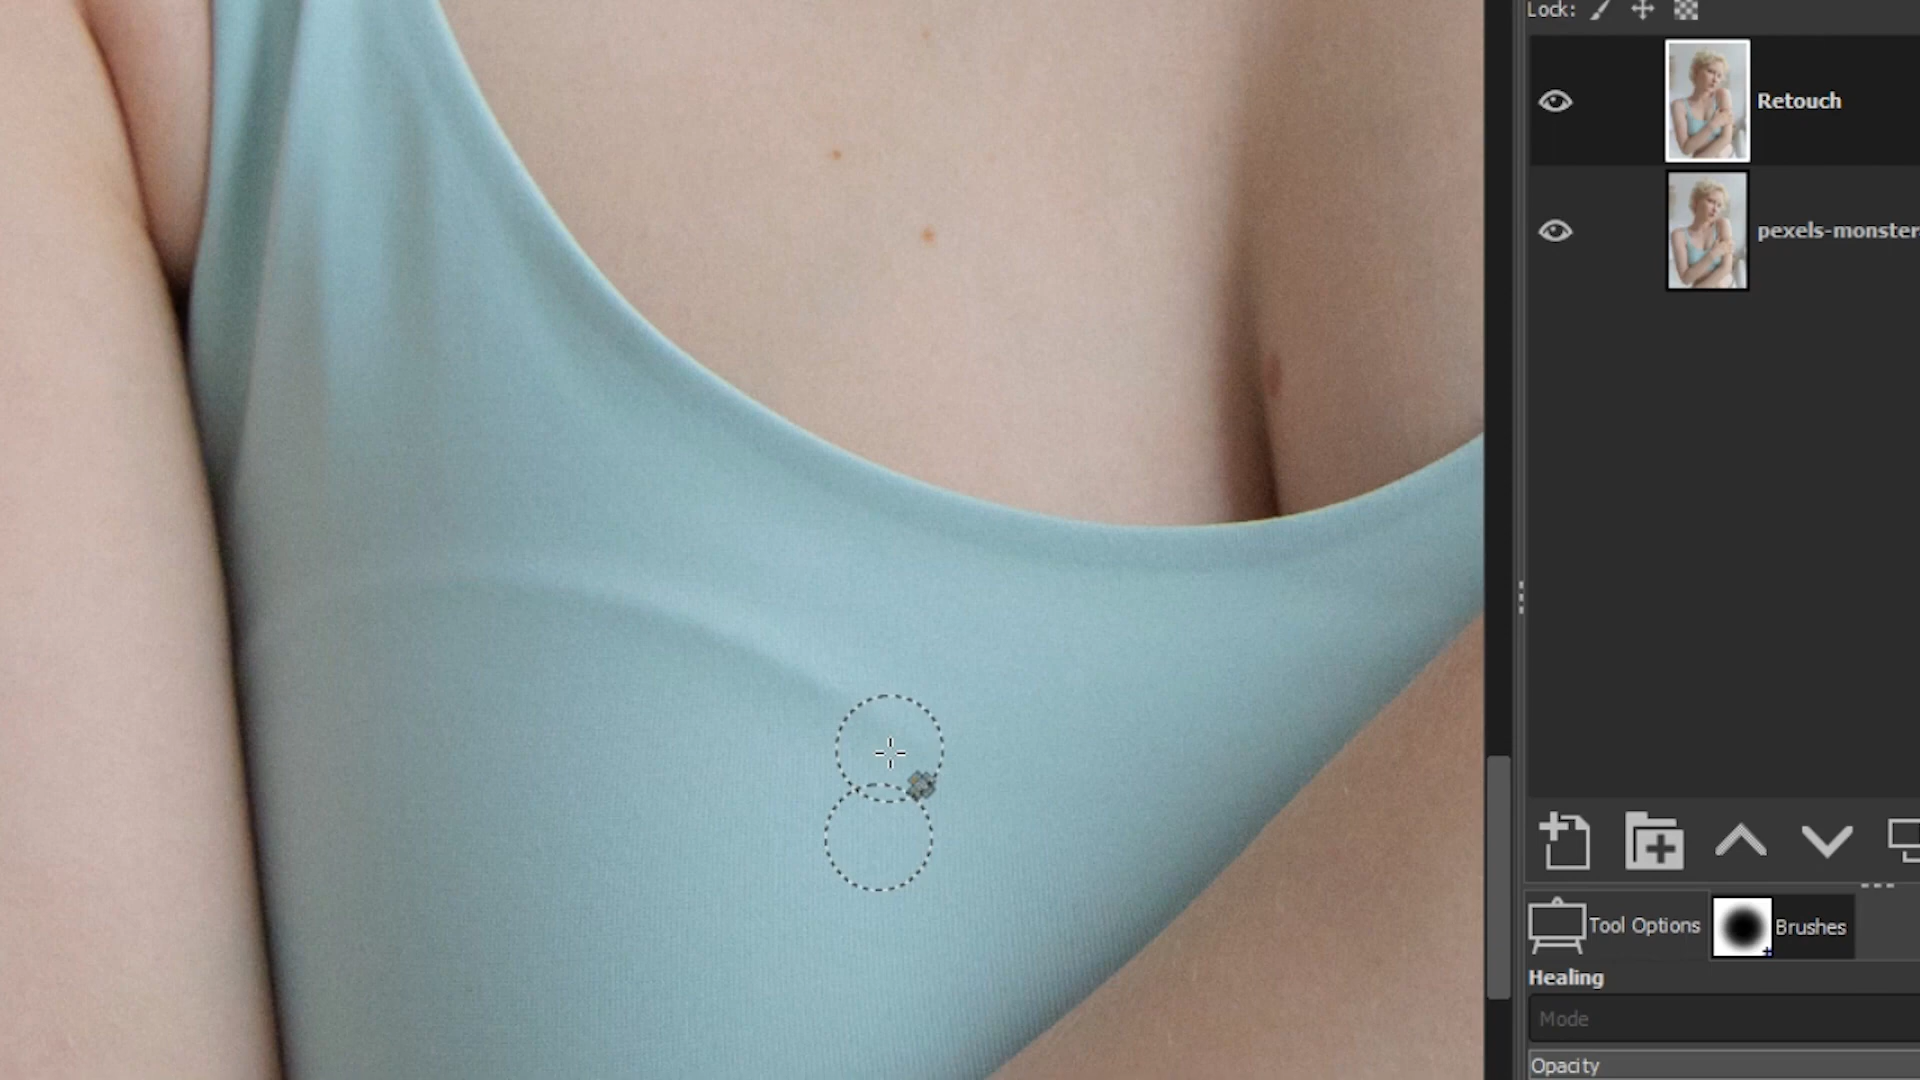 Lock:
Retouch
pexels-monster
Tool Options
Brushes
Healing
Mode
Opacity